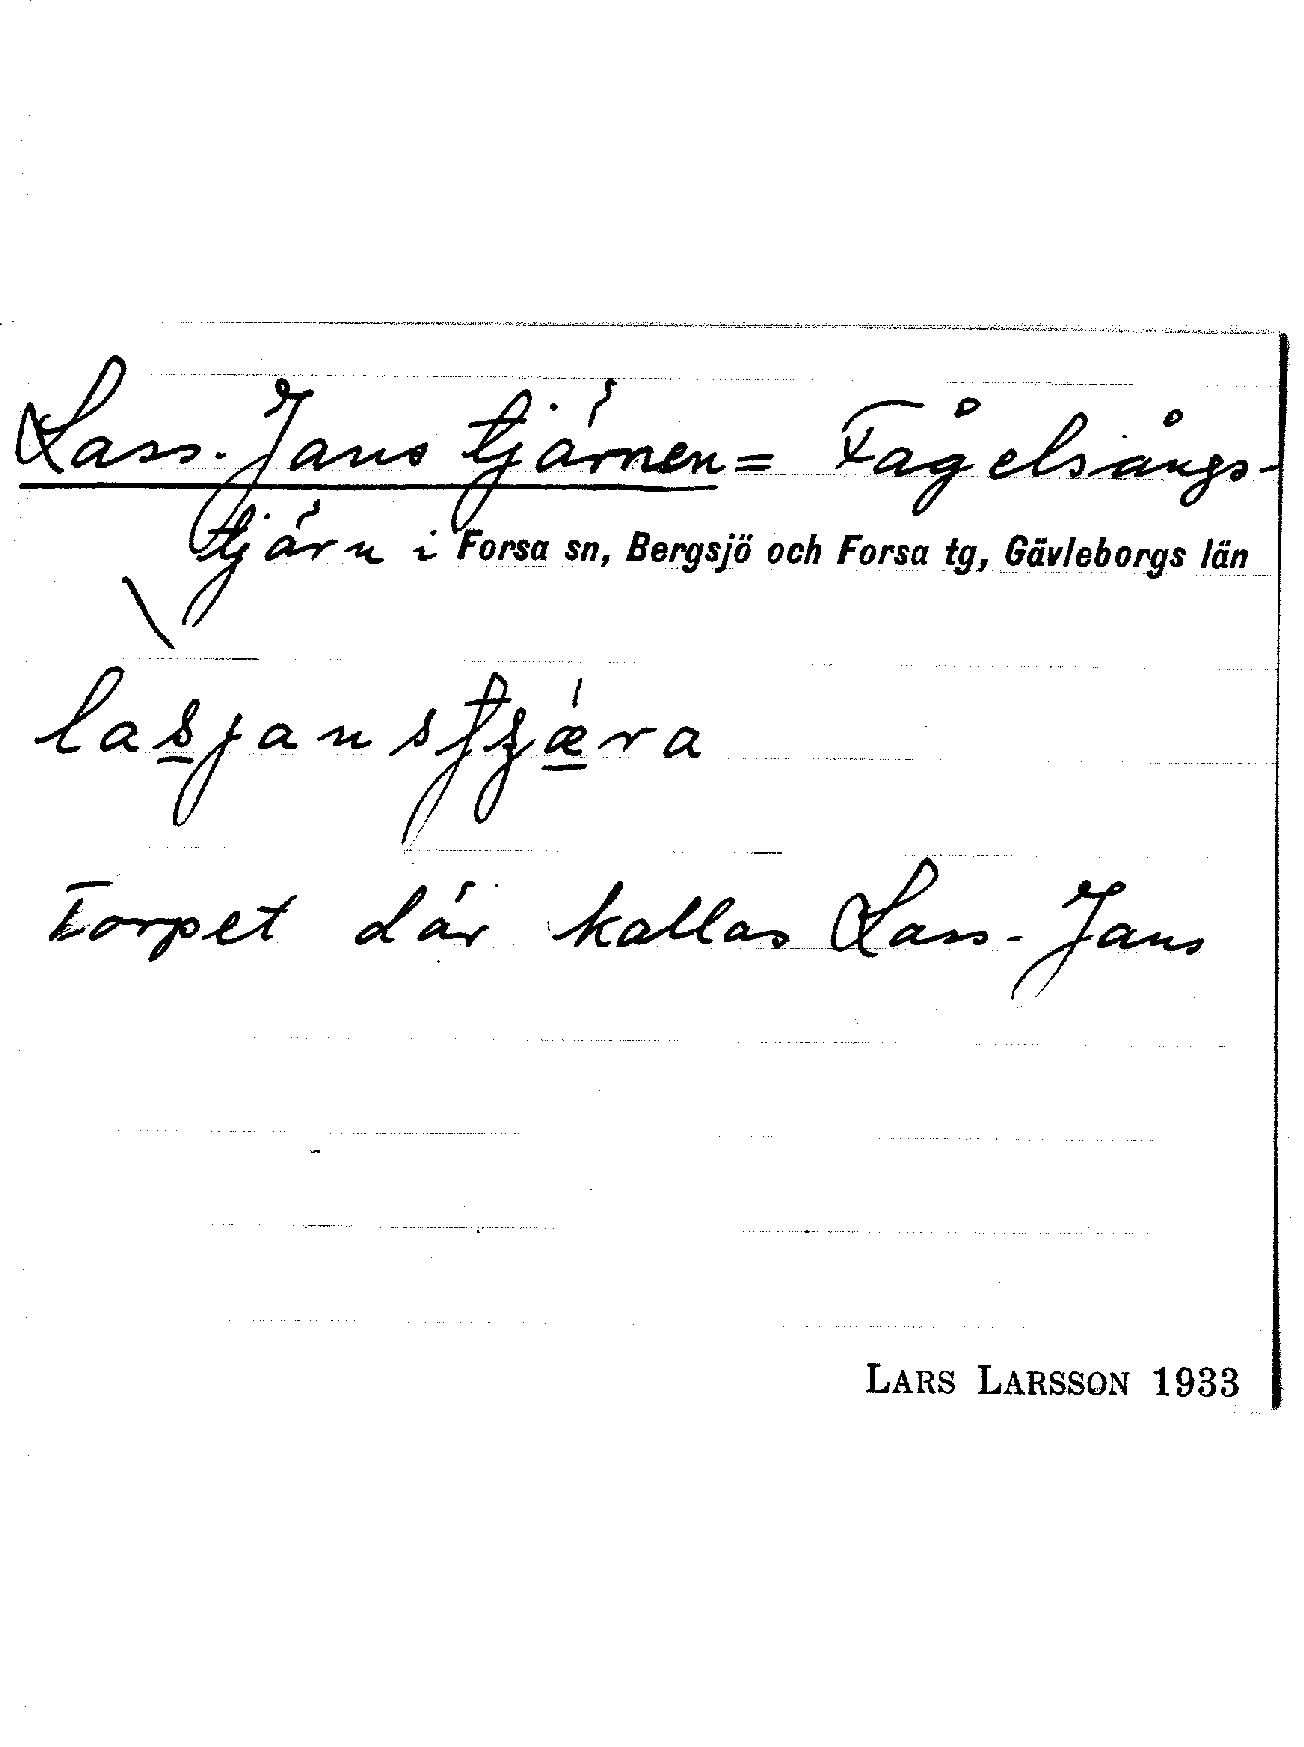 Lass-Jans tjärnen = Fågelsångs-
tjärn i Forsa sn, Bergsjö och Forsa tg, Gävleborgs län
Torpet där kallas Lass-Jans
LARS LARSSON 1933